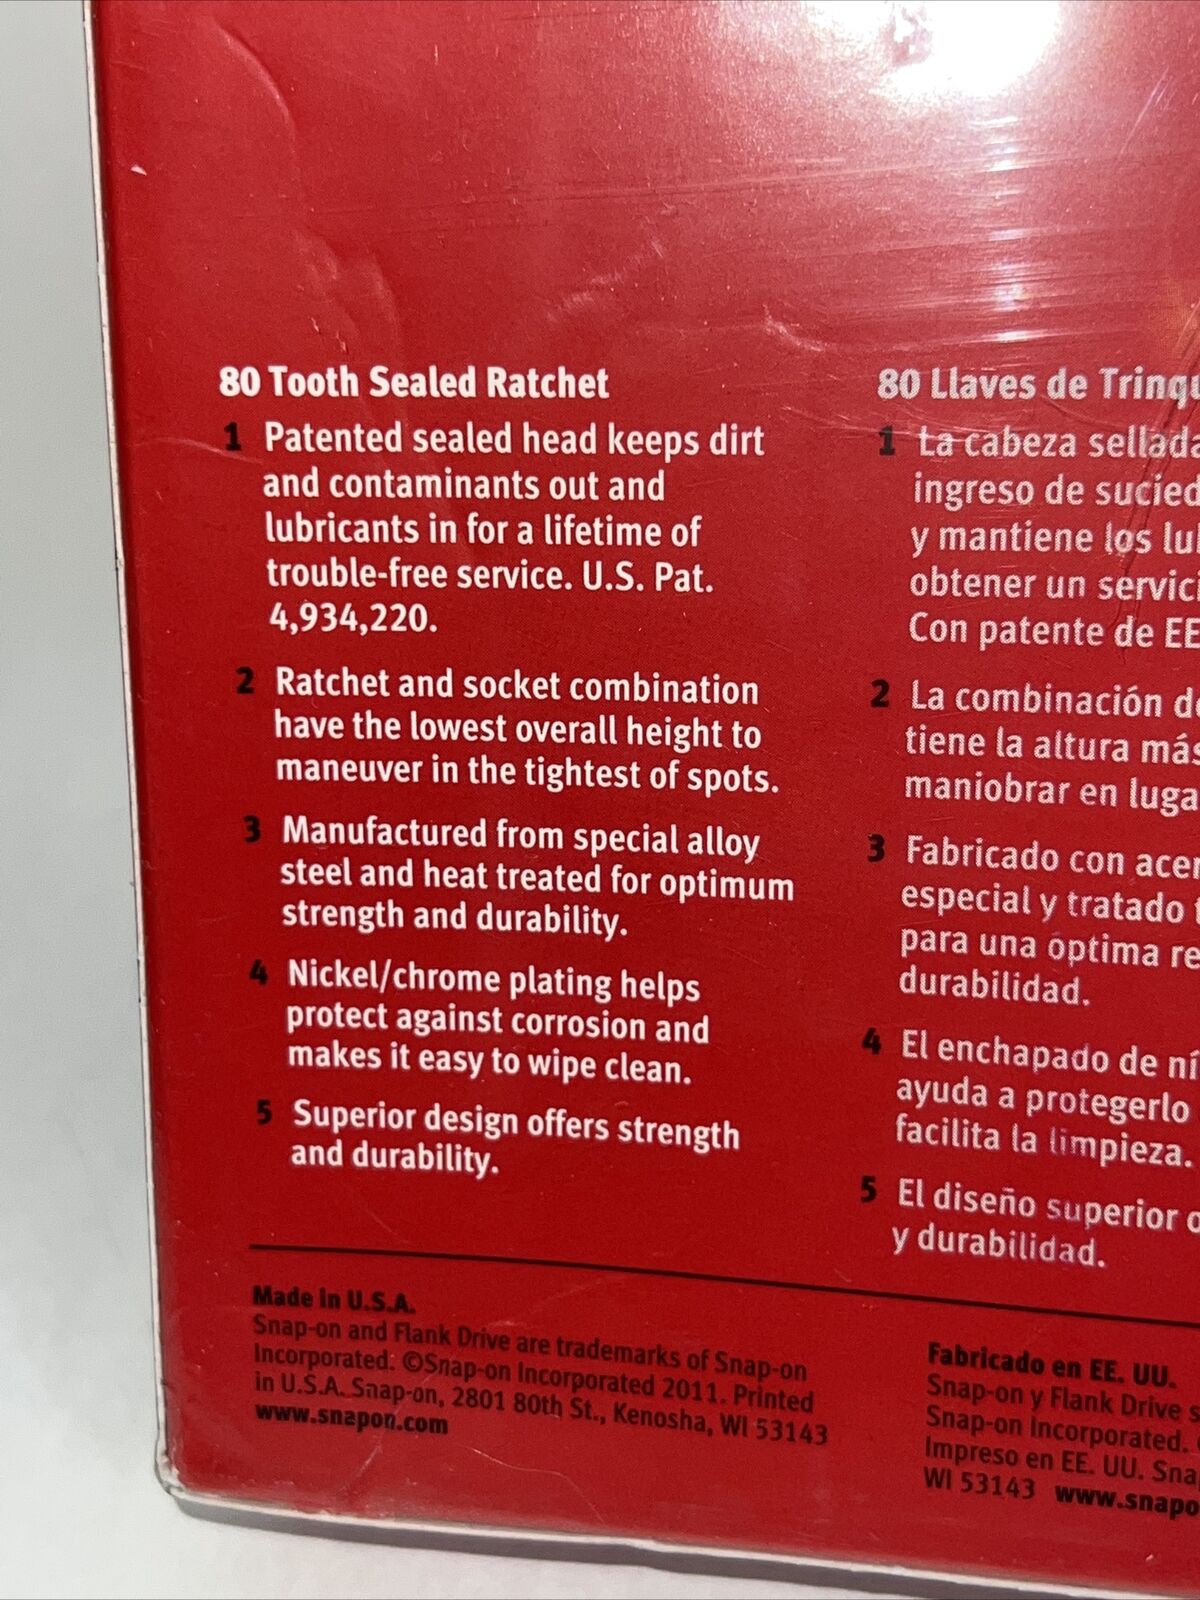 80 Tooth Sealed Ratchet
1 Patented sealed head keeps dirt
and contaminants out and
lubricants in for a lifetime of
trouble-free service. U.S. Pat.
4,934,220.
2 Ratchet and socket combination
have the lowest overall height to
maneuver in the tightest of spots.
3 Manufactured from special alloy
steel and heat treated for optimum
strength and durability.
4 Nickel/chrome plating helps
protect against corrosion and
makes it easy to wipe clean.
5 Superior design offers strength
and durability.
Made in U.S.A.
Snap-on and Flank Drive are trademarks of Snap-on
Incorporated. ©Snap-on Incorporated 2011. Printed
in U.S.A. Snap-on, 2801 80th St., Kenosha, WI 53143
www.snapon.com
80 Llaves de
1 La cabeza sellada
ingreso de
y mantiene los
obtener un
Con patente de EE
2 La combinación
tiene la altura más
maniobrar en
3 Fabricado con
especial y tratado
para una óptima
durabilidad.
4 El enchapado de
ayuda a protegerlo
facilita la limpieza.
5 El diseño superior
y durabilidad.
Fabricado en EE. UU.
Snap-on y Flank Drive
Snap-on Incorporated.
Impreso en EE. UU.
WI 53143